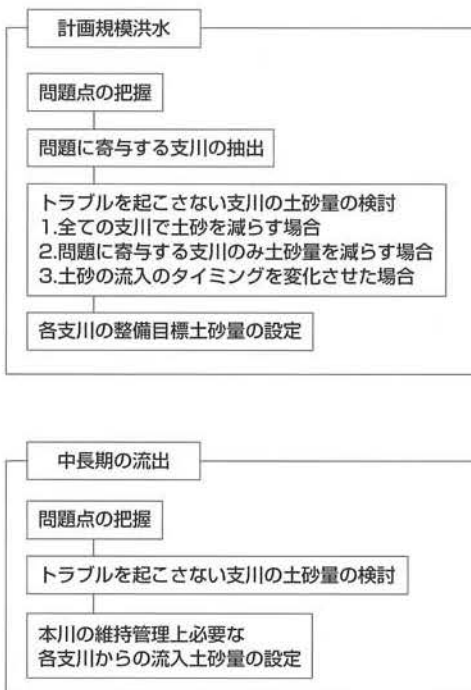 計画規模洪水
問題点の把握
問題に寄与する支川の抽出
トラブルを起こさない支川の土砂量の検討
1.全ての支川で土砂を減らす場合
2.問題に寄与する支川のみ土砂量を減らす場合
3.土砂の流入のタイミングを変化させた場合
各支川の整備目標土砂量の設定
中長期の流出
問題点の把握
トラブルを起こさない支川の土砂量の検討
本川の維持管理上必要な
各支川からの流入土砂量の設定